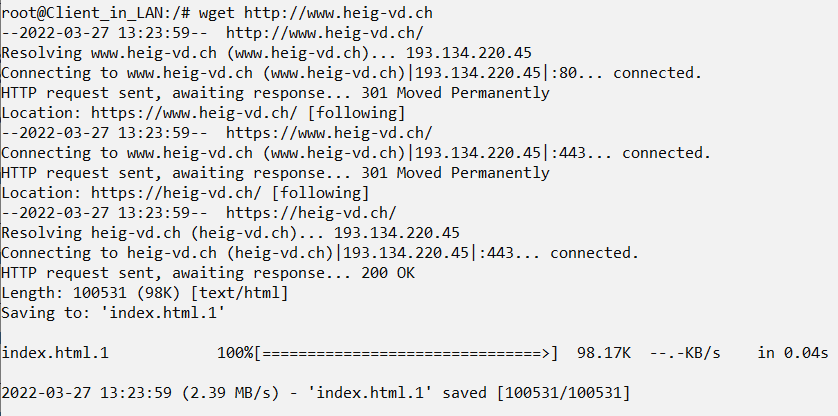 root@Client_in_LAN:/# wget http://www.heig-vd.ch
--2022-03-27 13:23:59--  http://www.heig-vd.ch/
Resolving www.heig-vd.ch (www.heig-vd.ch)... 193.134.220.45
Connecting to www.heig-vd.ch (www.heig-vd.ch)|193.134.220.45|:80... connected.
HTTP request sent, awaiting response... 301 Moved Permanently
Location: https://www.heig-vd.ch/ [following]
--2022-03-27 13:23:59--  https://www.heig-vd.ch/
Connecting to www.heig-vd.ch (www.heig-vd.ch)|193.134.220.45|:443... connected.
HTTP request sent, awaiting response... 301 Moved Permanently
Location: https://heig-vd.ch/ [following]
--2022-03-27 13:23:59--  https://heig-vd.ch/
Resolving heig-vd.ch (heig-vd.ch)... 193.134.220.45
Connecting to heig-vd.ch (heig-vd.ch)|193.134.220.45|:443... connected.
HTTP request sent, awaiting response... 200 OK
Length: 100531 (98K) [text/html]
Saving to: 'index.html.1'
index.html.1            100%[===============================>]  98.17K  --.-KB/s    in 0.04s
2022-03-27 13:23:59 (2.39 MB/s) - 'index.html.1' saved [100531/100531]